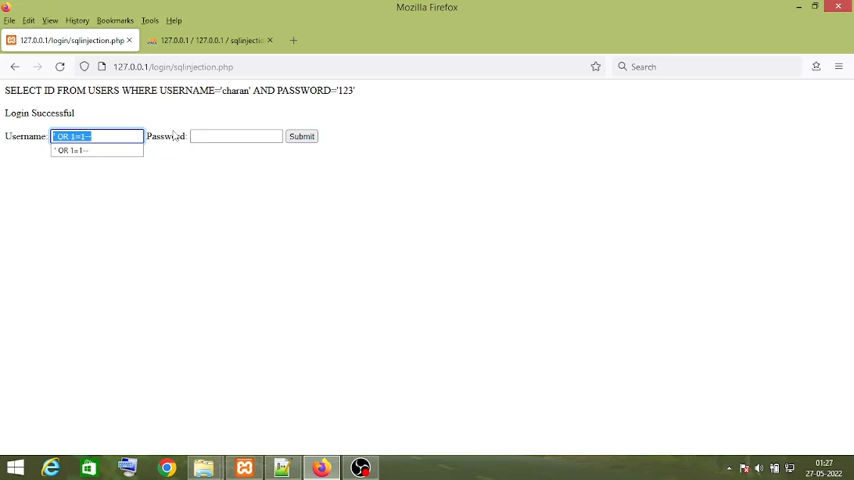 Mozilla Firefox
File Edit View History Bookmarks Tools Help
127.0.0.1/login/sqlinjection.php
127.0.0.1 / 127.0.0.1 / sqlinjectio
127.0.0.1/login/sqlinjection.php
Search
SELECT ID FROM USERS WHERE USERNAME='charan' AND PASSWORD='123'
Login Successful
Username: ' OR 1=1-- Password: Submit
' OR 1=1--
01:27
27-05-2022